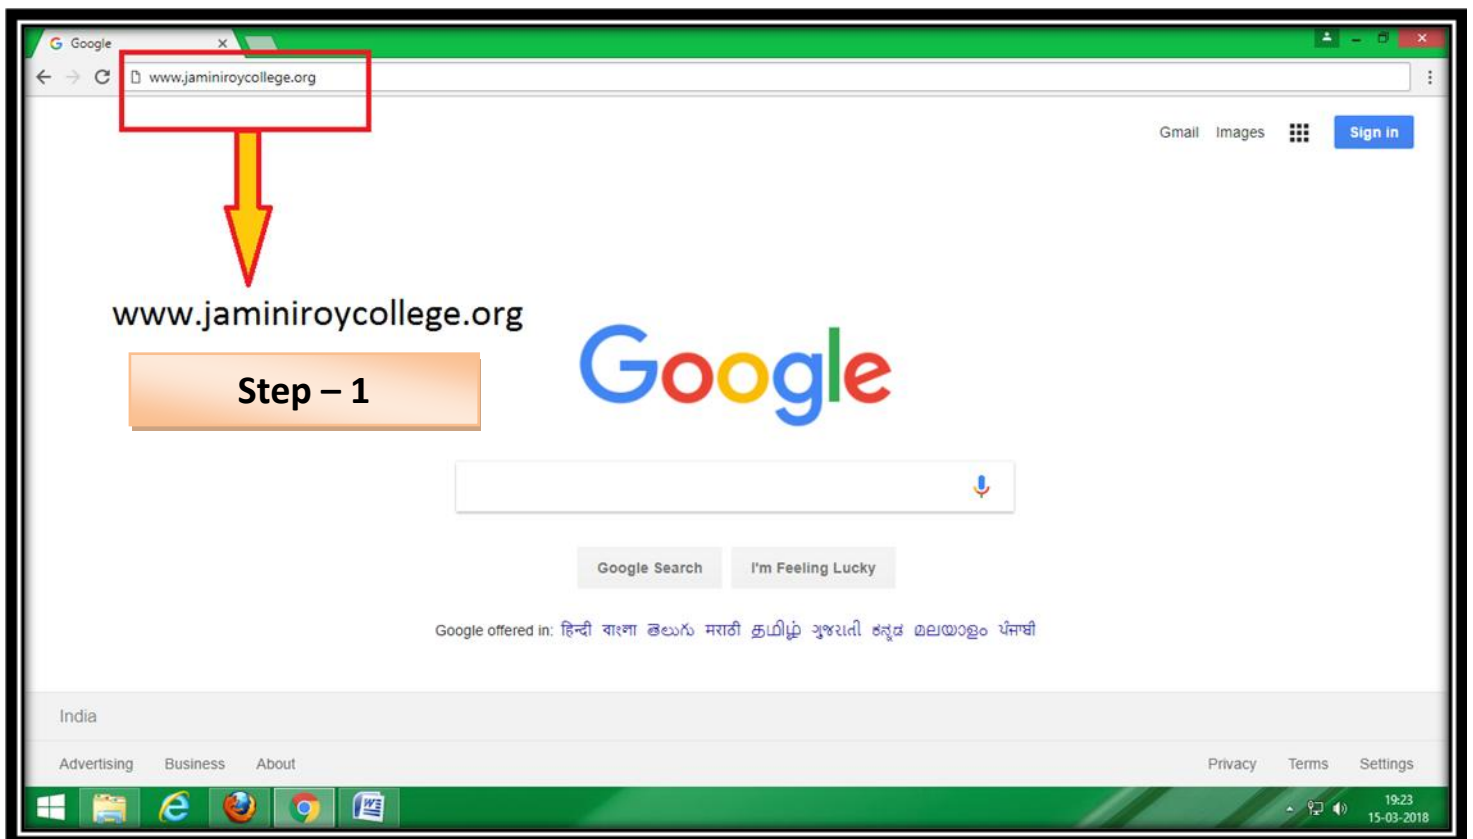 Google
www.jaminiroycollege.org
Gmail Images Sign in
www.jaminiroycollege.org
Step – 1
Google
Google Search I'm Feeling Lucky
Google offered in: हिन्दी বাংলা తెలుగు मराठी தமிழ் ગુજરાતી ಕನ್ನಡ മലയാളം ਪੰਜਾਬੀ
India
Advertising Business About Privacy Terms Settings
19:23
15-03-2018